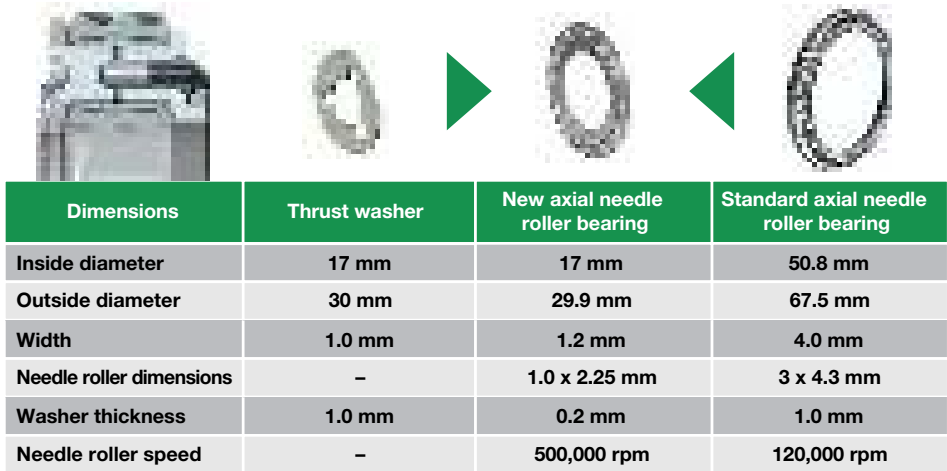 Dimensions Thrust washer New axial needle roller bearing Standard axial needle roller bearing
Inside diameter 17 mm 17 mm 50.8 mm
Outside diameter 30 mm 29.9 mm 67.5 mm
Width 1.0 mm 1.2 mm 4.0 mm
Needle roller dimensions – 1.0 x 2.25 mm 3 x 4.3 mm
Washer thickness 1.0 mm 0.2 mm 1.0 mm
Needle roller speed – 500,000 rpm 120,000 rpm